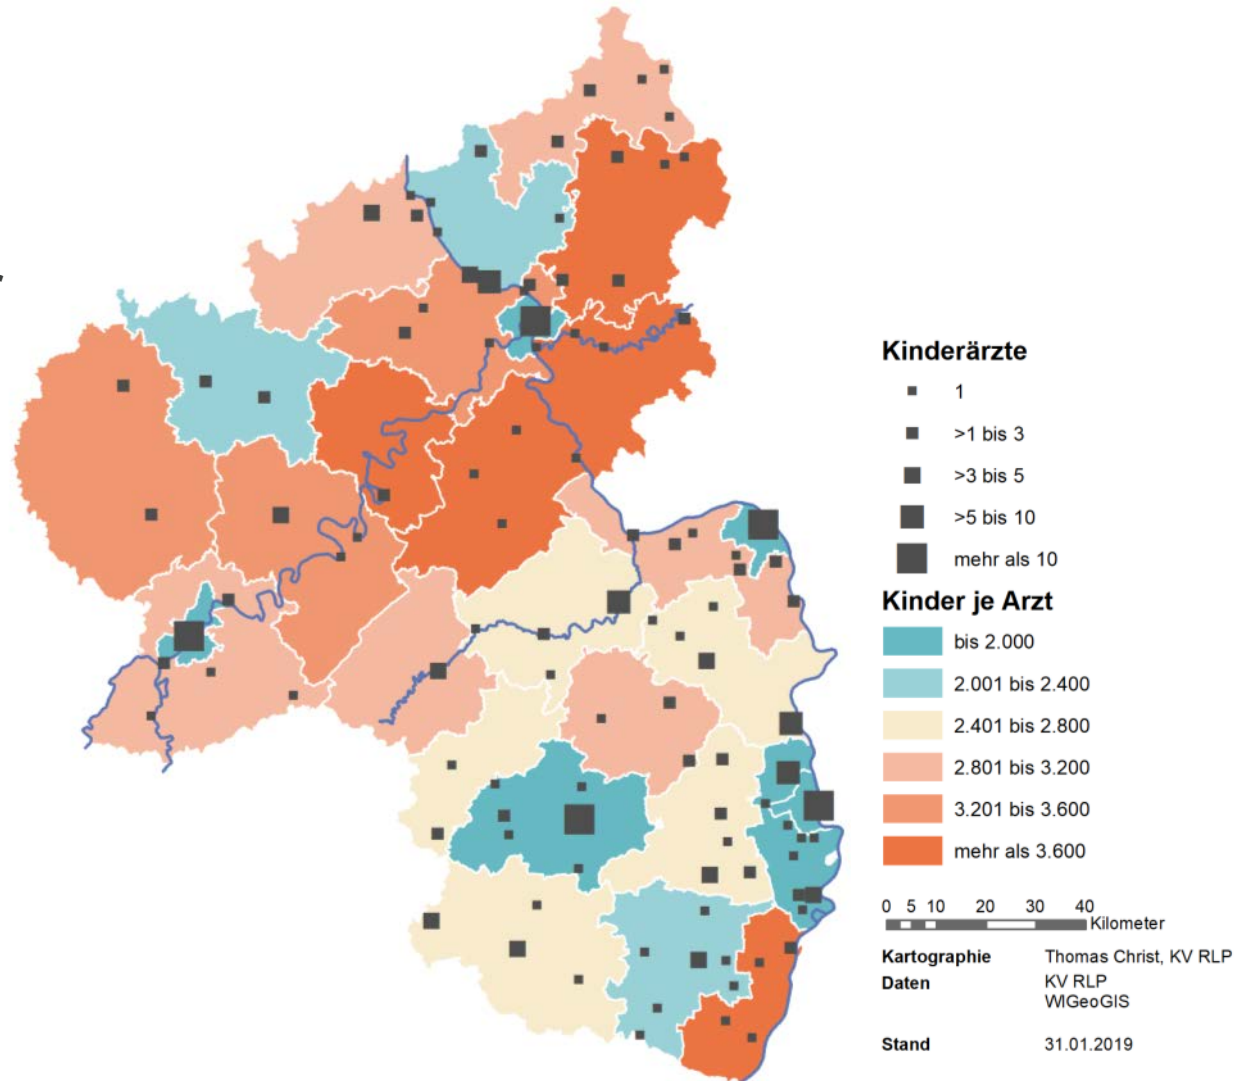 Kinderärzte
1
>1 bis 3
>3 bis 5
>5 bis 10
mehr als 10
Kinder je Arzt
bis 2.000
2.001 bis 2.400
2.401 bis 2.800
2.801 bis 3.200
3.201 bis 3.600
mehr als 3.600
0 5 10 20 30 40
Kilometer
Kartographie Thomas Christ, KV RLP
Daten KV RLP
WIGeoGIS
Stand 31.01.2019